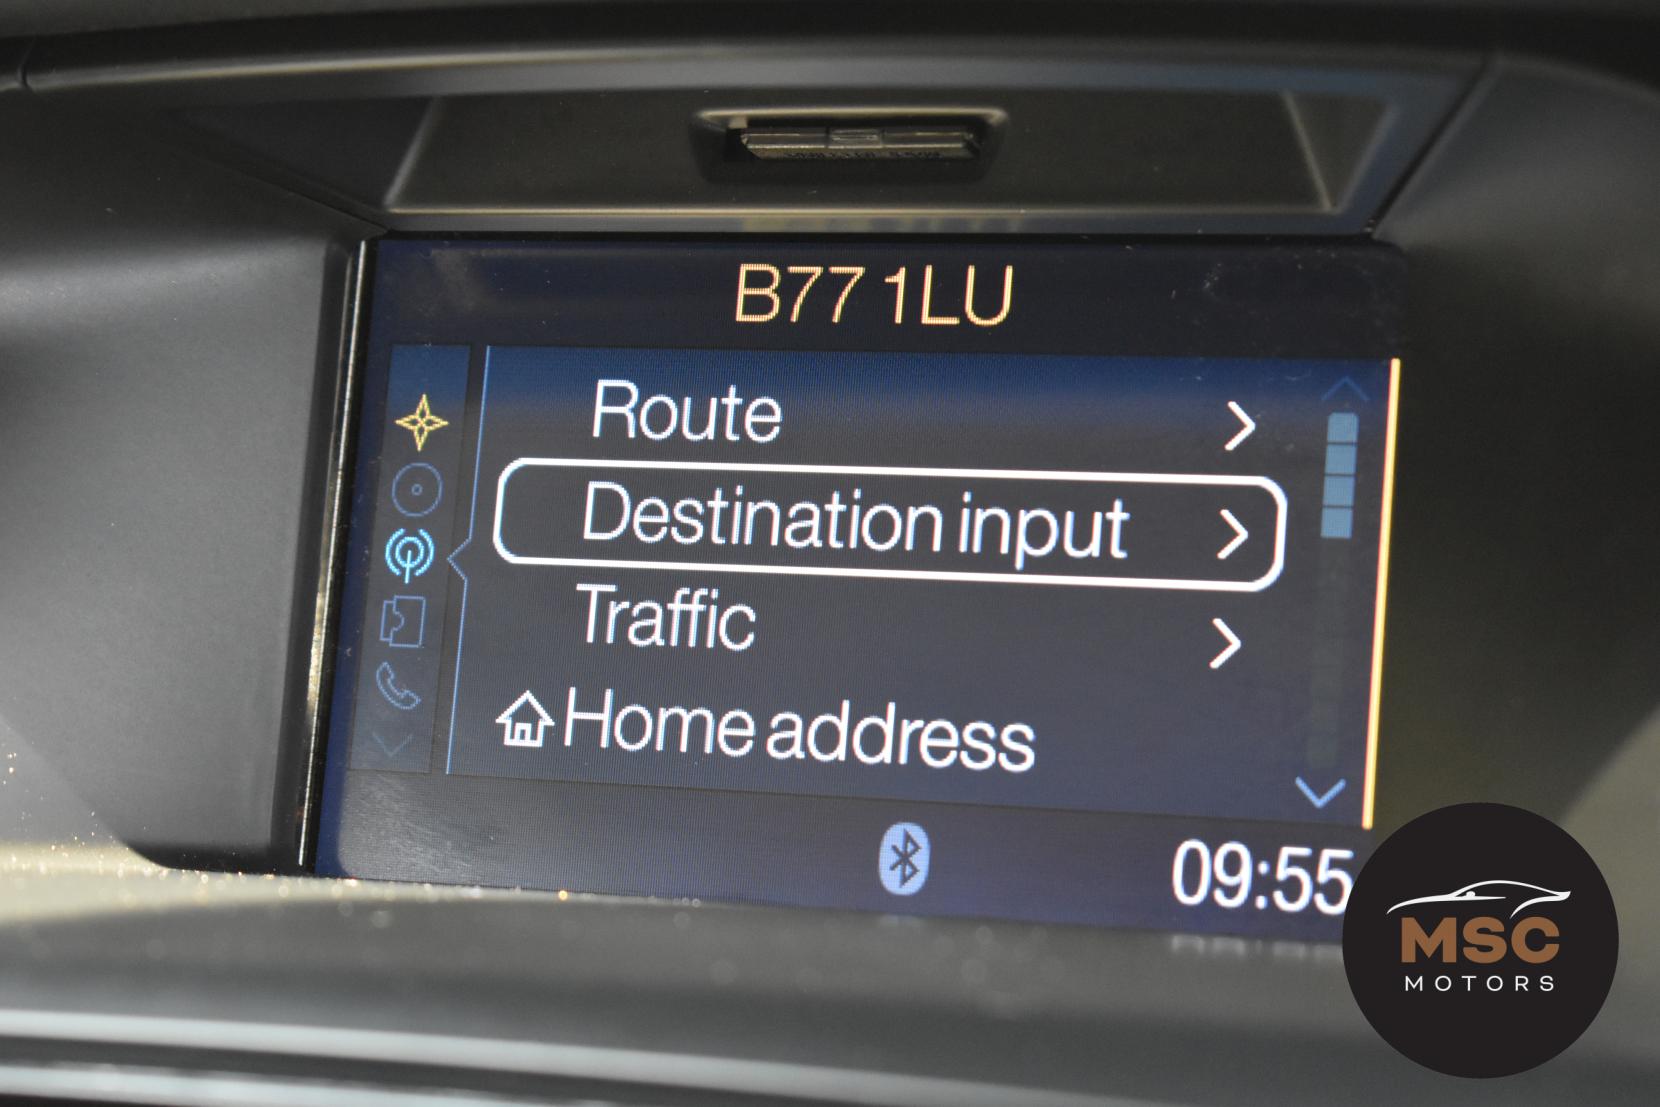 B77 1LU
Route
Destination input
Traffic
Home address
09:55
MSC
MOTORS